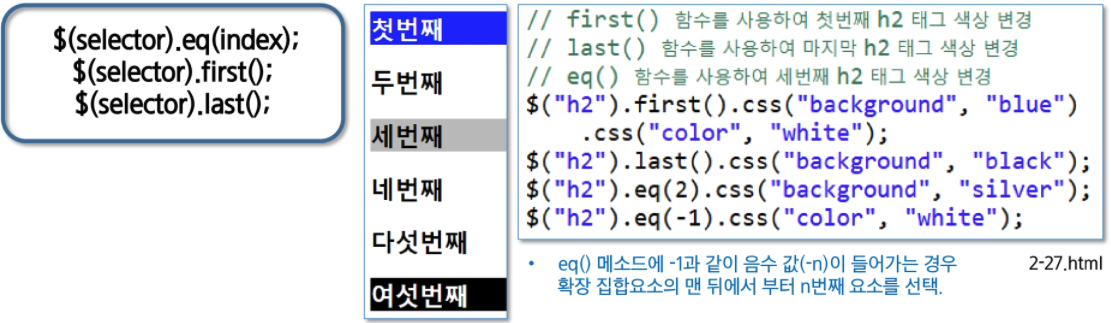 $(selector).eq(index);
$(selector).first();
$(selector).last();
첫번째
두번째
세번째
네번째
다섯번째
여섯번째
// first() 함수를 사용하여 첫번째 h2 태그 색상 변경
// last() 함수를 사용하여 마지막 h2 태그 색상 변경
// eq() 함수를 사용하여 세번째 h2 태그 색상 변경
$("h2").first().css("background", "blue")
.css("color", "white");
$("h2").last().css("background", "black");
$("h2").eq(2).css("background", "silver");
$("h2").eq(-1).css("color", "white");
• eq() 메소드에 -1과 같이 음수 값(-n)이 들어가는 경우
확장 집합요소의 맨 뒤에서 부터 n번째 요소를 선택.
2-27.html